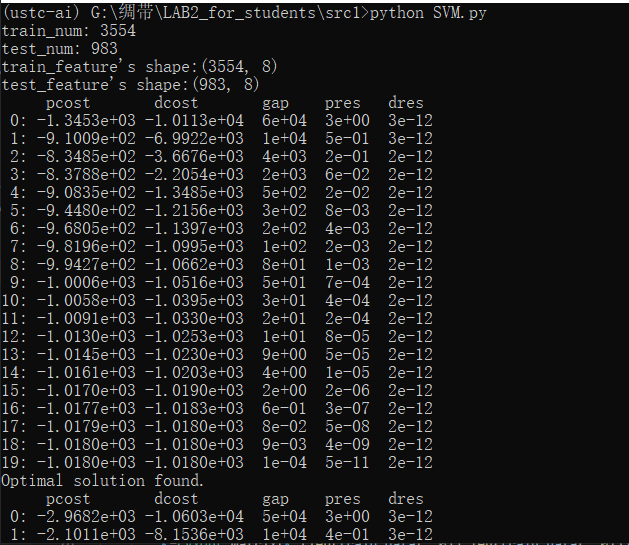 (ustc-ai) G:\绸带\LAB2_for_students\src1>python SVM.py
train_num: 3554
test_num: 983
train_feature's shape:(3554, 8)
test_feature's shape:(983, 8)
     pcost       dcost       gap    pres   dres
 0: -1.3453e+03 -1.0113e+04  6e+04  3e+00  3e-12
 1: -9.1009e+02 -6.9922e+03  1e+04  5e-01  3e-12
 2: -8.3485e+02 -3.6676e+03  4e+03  2e-01  2e-12
 3: -8.3788e+02 -2.2054e+03  2e+03  6e-02  2e-12
 4: -9.0835e+02 -1.3485e+03  5e+02  2e-02  2e-12
 5: -9.4480e+02 -1.2156e+03  3e+02  8e-03  2e-12
 6: -9.6805e+02 -1.1397e+03  2e+02  4e-03  2e-12
 7: -9.8196e+02 -1.0995e+03  1e+02  2e-03  2e-12
 8: -9.9427e+02 -1.0662e+03  8e+01  1e-03  2e-12
 9: -1.0006e+03 -1.0516e+03  5e+01  7e-04  2e-12
10: -1.0058e+03 -1.0395e+03  3e+01  4e-04  2e-12
11: -1.0091e+03 -1.0330e+03  2e+01  2e-04  2e-12
12: -1.0130e+03 -1.0253e+03  1e+01  8e-05  2e-12
13: -1.0145e+03 -1.0230e+03  9e+00  5e-05  2e-12
14: -1.0161e+03 -1.0203e+03  4e+00  1e-05  2e-12
15: -1.0170e+03 -1.0190e+03  2e+00  2e-06  2e-12
16: -1.0177e+03 -1.0183e+03  6e-01  3e-07  2e-12
17: -1.0179e+03 -1.0180e+03  8e-02  5e-08  2e-12
18: -1.0180e+03 -1.0180e+03  9e-03  4e-09  2e-12
19: -1.0180e+03 -1.0180e+03  1e-04  5e-11  2e-12
Optimal solution found.
     pcost       dcost       gap    pres   dres
 0: -2.9682e+03 -1.0603e+04  5e+04  3e+00  3e-12
 1: -2.1011e+03 -8.1536e+03  1e+04  4e-01  3e-12